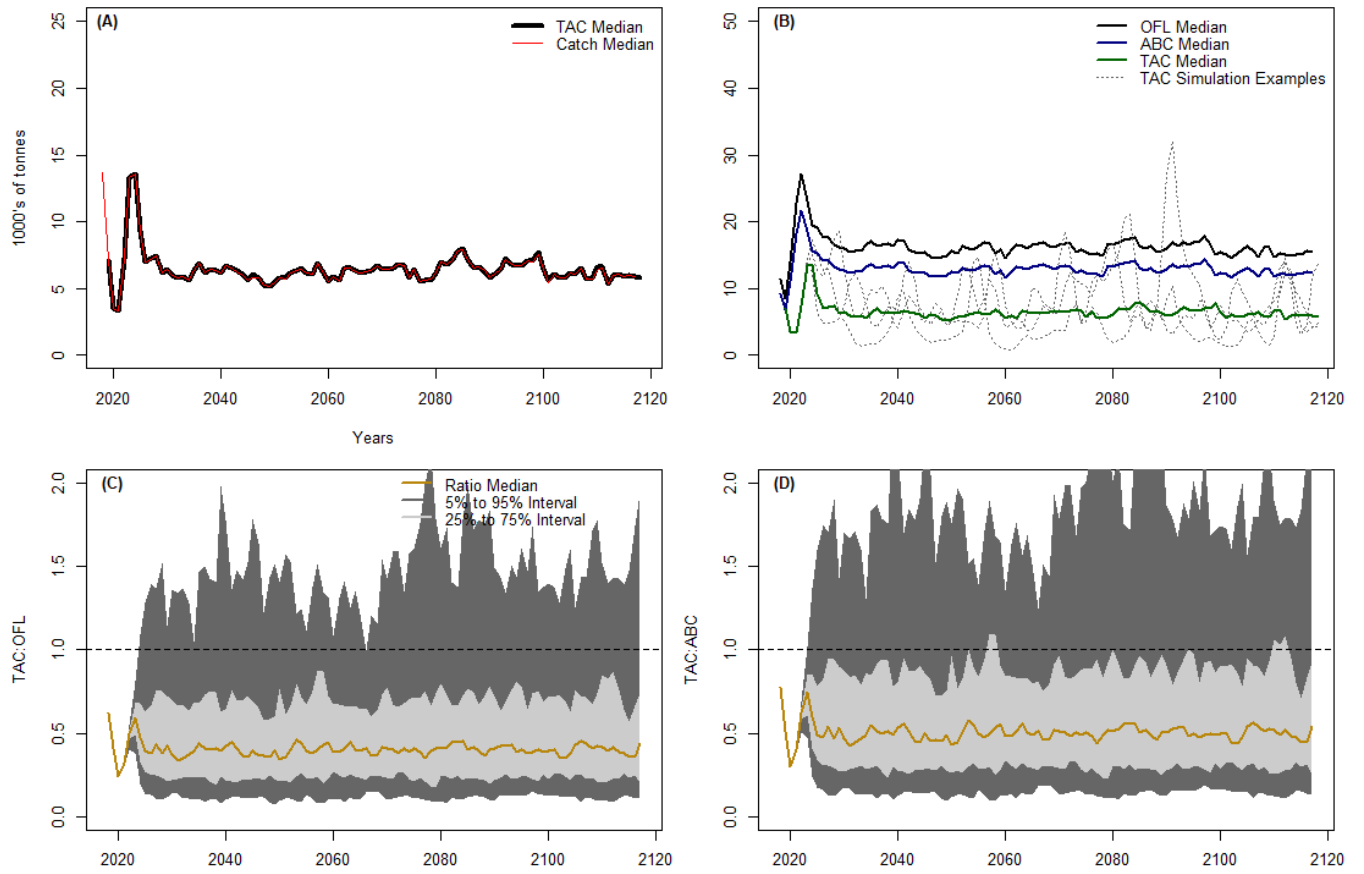 (A)
TAC Median
Catch Median
25
20
15
10
5
0
1000's of tonnes
2020 2040 2060 2080 2100 2120
Years
(B)
OFL Median
ABC Median
TAC Median
TAC Simulation Examples
50
40
30
20
10
0
2020 2040 2060 2080 2100 2120
(C)
Ratio Median
5% to 95% Interval
25% to 75% Interval
2.0
1.5
1.0
0.5
0.0
TAC:OFL
2020 2040 2060 2080 2100 2120
(D)
2.0
1.5
1.0
0.5
0.0
TAC:ABC
2020 2040 2060 2080 2100 2120